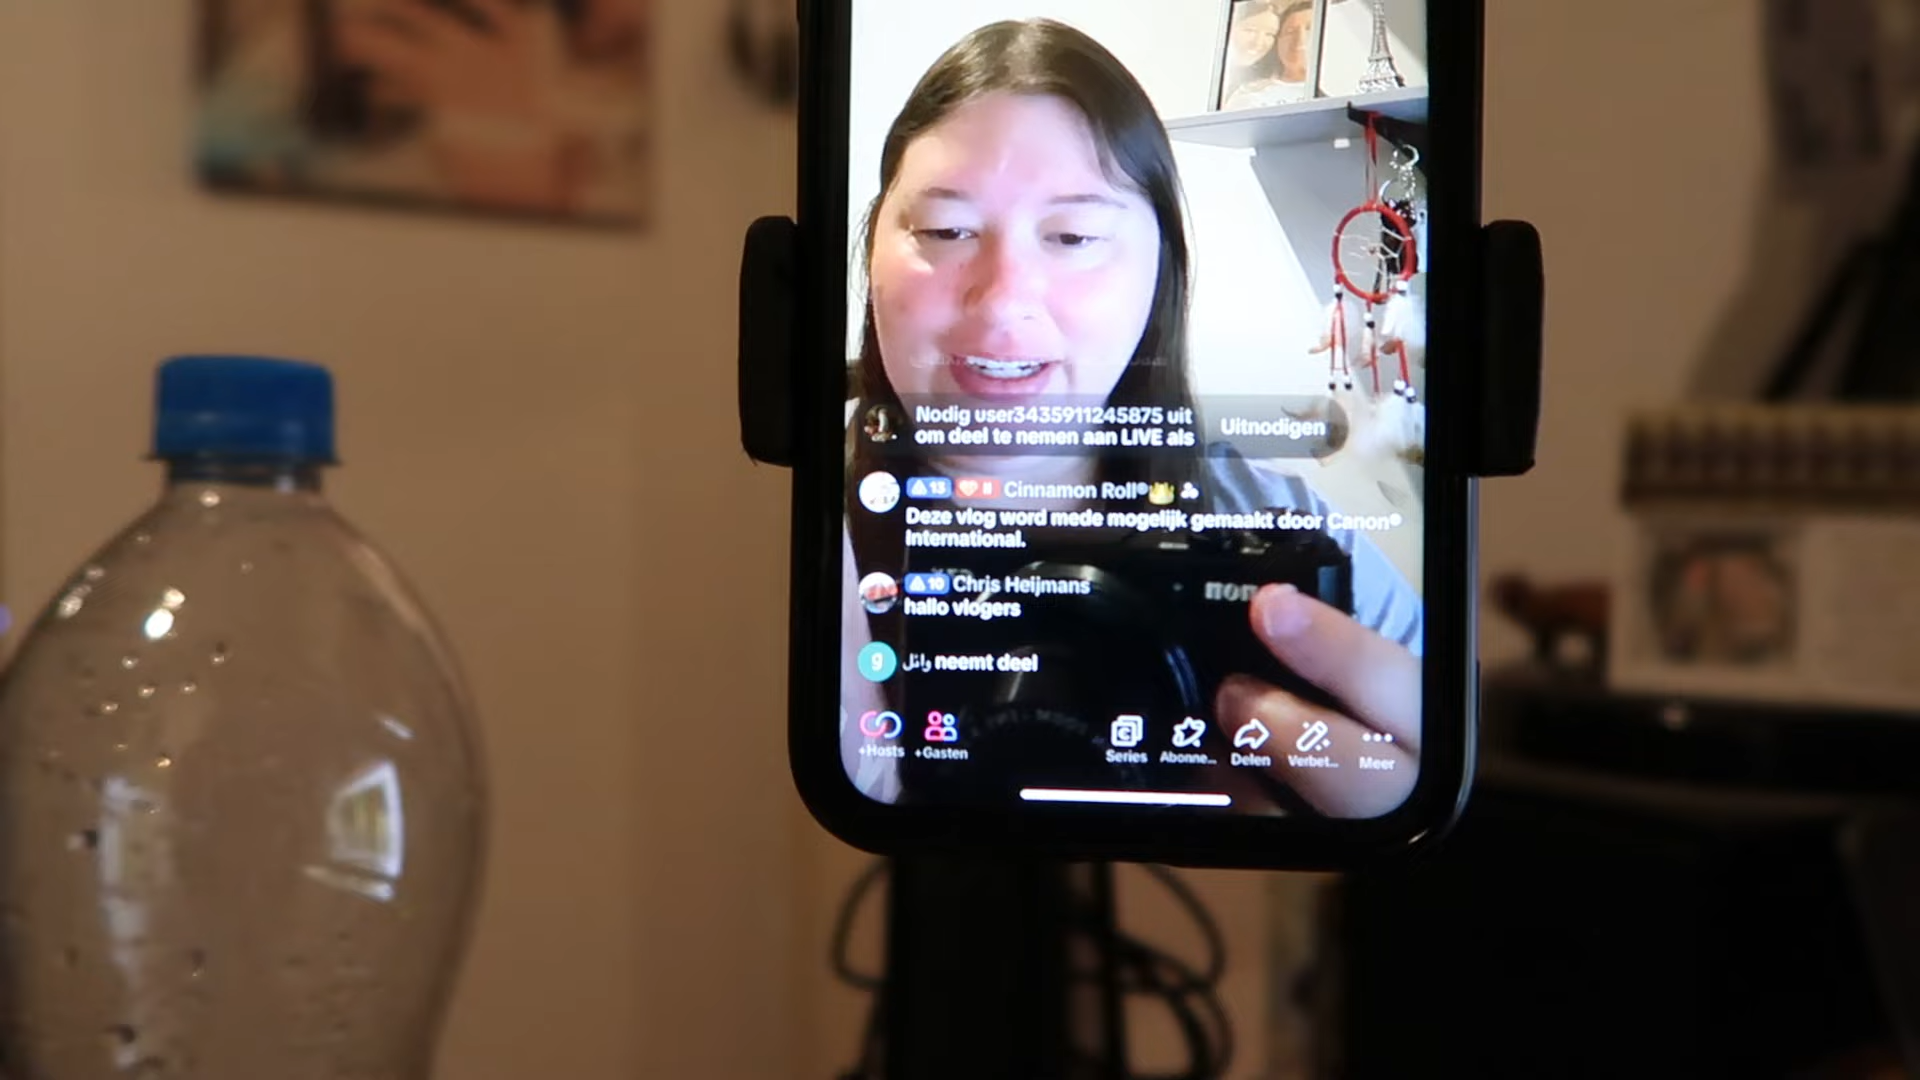 Nodig user3435911245875 uit
om deel te nemen aan LIVE als
Uitnodigen
13 II Cinnamon Roll®
Deze vlog word mede mogelijk gemaakt door Canon®
International.
10 Chris Heijmans
hallo vlogers
g
وائل neemt deel
+Hosts
+Gasten
Series
Abonne...
Delen
Verbet...
Meer